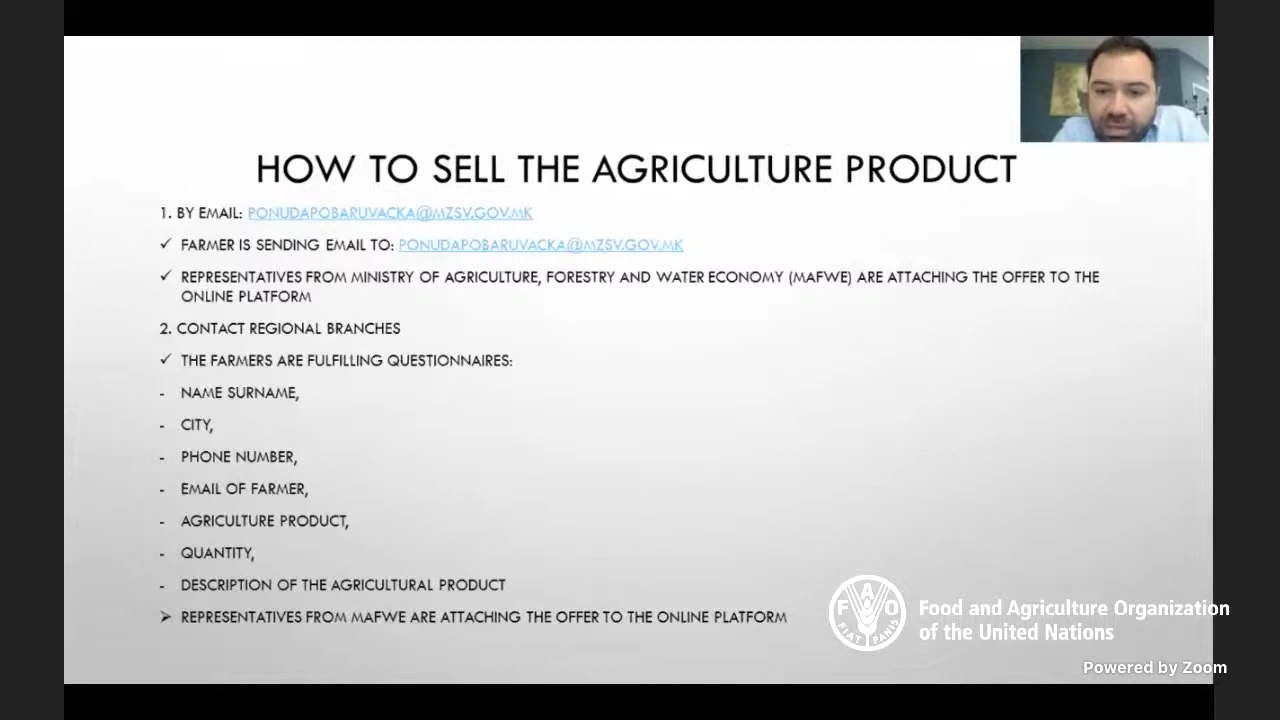 HOW TO SELL THE AGRICULTURE PRODUCT
1. BY EMAIL: PONUDAPOBARUVACKA@MZSV.GOV.MK
✓ FARMER IS SENDING EMAIL TO: PONUDAPOBARUVACKA@MZSV.GOV.MK
✓ REPRESENTATIVES FROM MINISTRY OF AGRICULTURE, FORESTRY AND WATER ECONOMY (MAFWE) ARE ATTACHING THE OFFER TO THE
ONLINE PLATFORM
2. CONTACT REGIONAL BRANCHES
✓ THE FARMERS ARE FULFILLING QUESTIONNAIRES:
- NAME SURNAME,
- CITY,
- PHONE NUMBER,
- EMAIL OF FARMER,
- AGRICULTURE PRODUCT,
- QUANTITY,
- DESCRIPTION OF THE AGRICULTURAL PRODUCT
➢ REPRESENTATIVES FROM MAFWE ARE ATTACHING THE OFFER TO THE ONLINE PLATFORM
F A O
FIAT PANIS
Food and Agriculture Organization
of the United Nations
Powered by Zoom